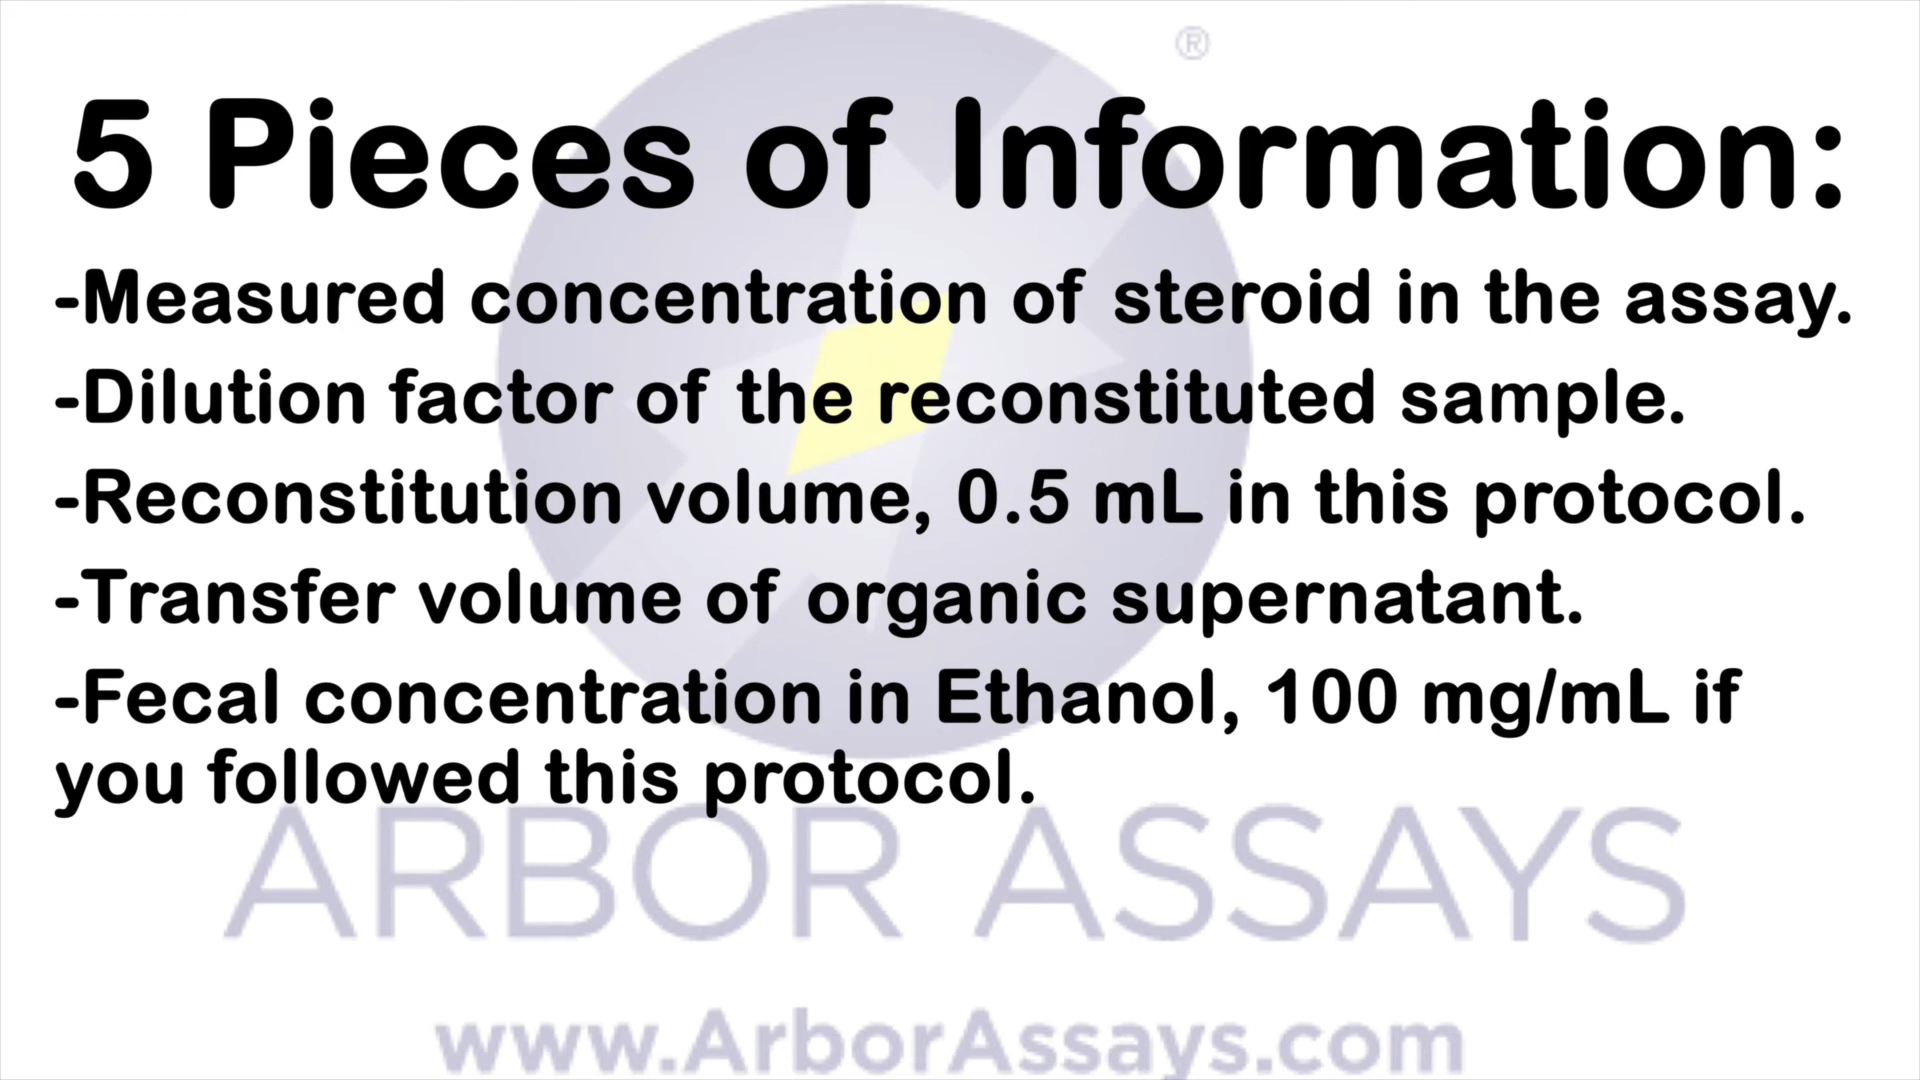 ®
5 Pieces of Information:
-Measured concentration of steroid in the assay.
-Dilution factor of the reconstituted sample.
-Reconstitution volume, 0.5 mL in this protocol.
-Transfer volume of organic supernatant.
-Fecal concentration in Ethanol, 100 mg/mL if
you followed this protocol.
ARBOR ASSAYS
www.ArborAssays.com